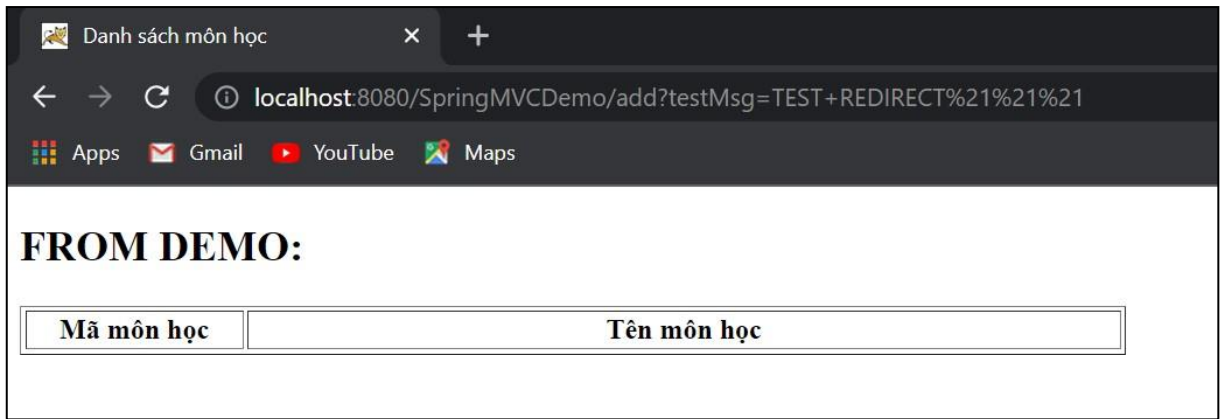 Danh sách môn học
localhost:8080/SpringMVCDemo/add?testMsg=TEST+REDIRECT%21%21%21
Apps Gmail YouTube Maps
FROM DEMO:
Mã môn học Tên môn học